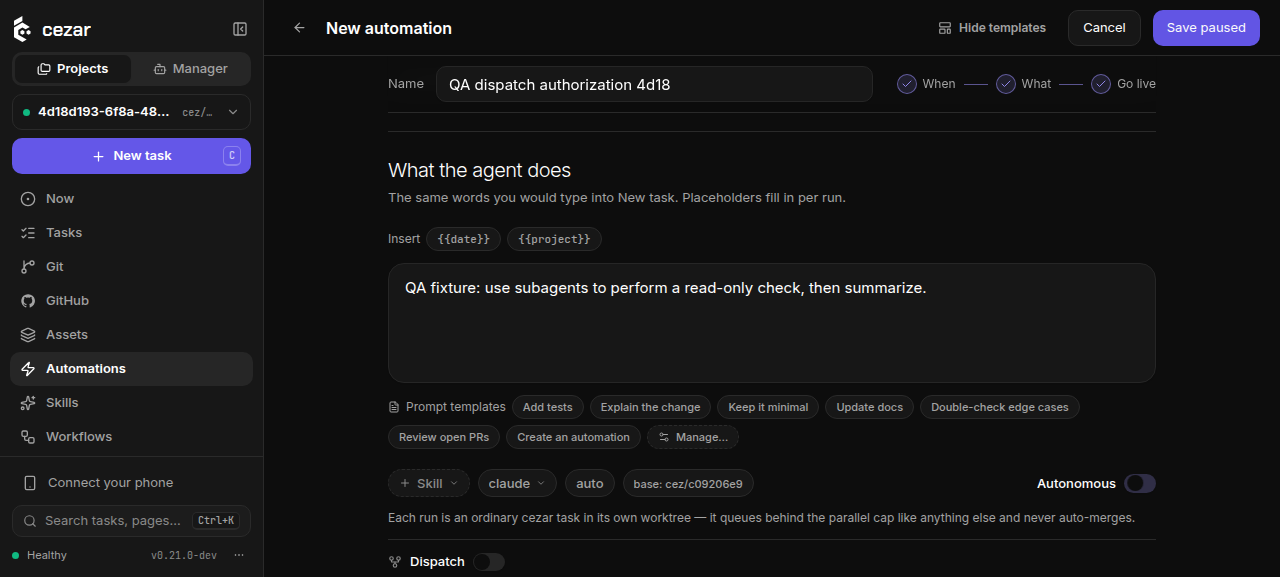 cezar
New automation
Hide templates
Cancel
Save paused
Projects
Manager
Name
QA dispatch authorization 4d18
When
What
Go live
4d18d193-6f8a-48...
cez/...
New task
C
What the agent does
The same words you would type into New task. Placeholders fill in per run.
Now
Tasks
Insert
{{date}}
{{project}}
Git
QA fixture: use subagents to perform a read-only check, then summarize.
GitHub
Assets
Automations
Skills
Prompt templates
Add tests
Explain the change
Keep it minimal
Update docs
Double-check edge cases
Workflows
Review open PRs
Create an automation
Manage...
Connect your phone
Skill
claude
auto
base: cez/c09206e9
Autonomous
Search tasks, pages...
Ctrl+K
Each run is an ordinary cezar task in its own worktree — it queues behind the parallel cap like anything else and never auto-merges.
Healthy
v0.21.0-dev
Dispatch